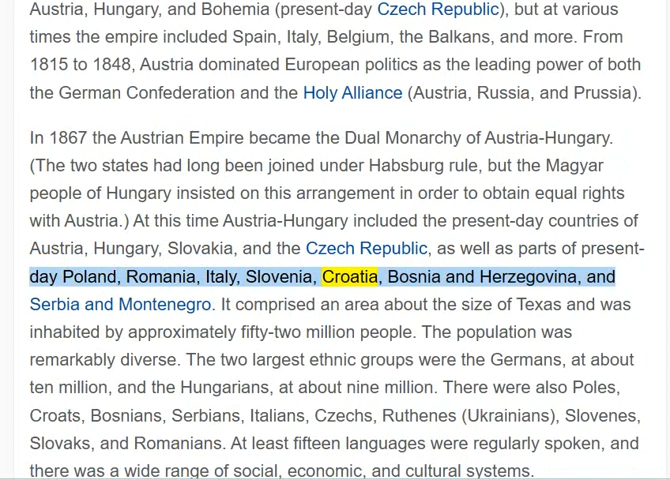 Austria, Hungary, and Bohemia (present-day Czech Republic), but at various
times the empire included Spain, Italy, Belgium, the Balkans, and more. From
1815 to 1848, Austria dominated European politics as the leading power of both
the German Confederation and the Holy Alliance (Austria, Russia, and Prussia).
In 1867 the Austrian Empire became the Dual Monarchy of Austria-Hungary.
(The two states had long been joined under Habsburg rule, but the Magyar
people of Hungary insisted on this arrangement in order to obtain equal rights
with Austria.) At this time Austria-Hungary included the present-day countries of
Austria, Hungary, Slovakia, and the Czech Republic, as well as parts of present-
day Poland, Romania, Italy, Slovenia, Croatia, Bosnia and Herzegovina, and
Serbia and Montenegro. It comprised an area about the size of Texas and was
inhabited by approximately fifty-two million people. The population was
remarkably diverse. The two largest ethnic groups were the Germans, at about
ten million, and the Hungarians, at about nine million. There were also Poles,
Croats, Bosnians, Serbians, Italians, Czechs, Ruthenes (Ukrainians), Slovenes,
Slovaks, and Romanians. At least fifteen languages were regularly spoken, and
there was a wide range of social, economic, and cultural systems.